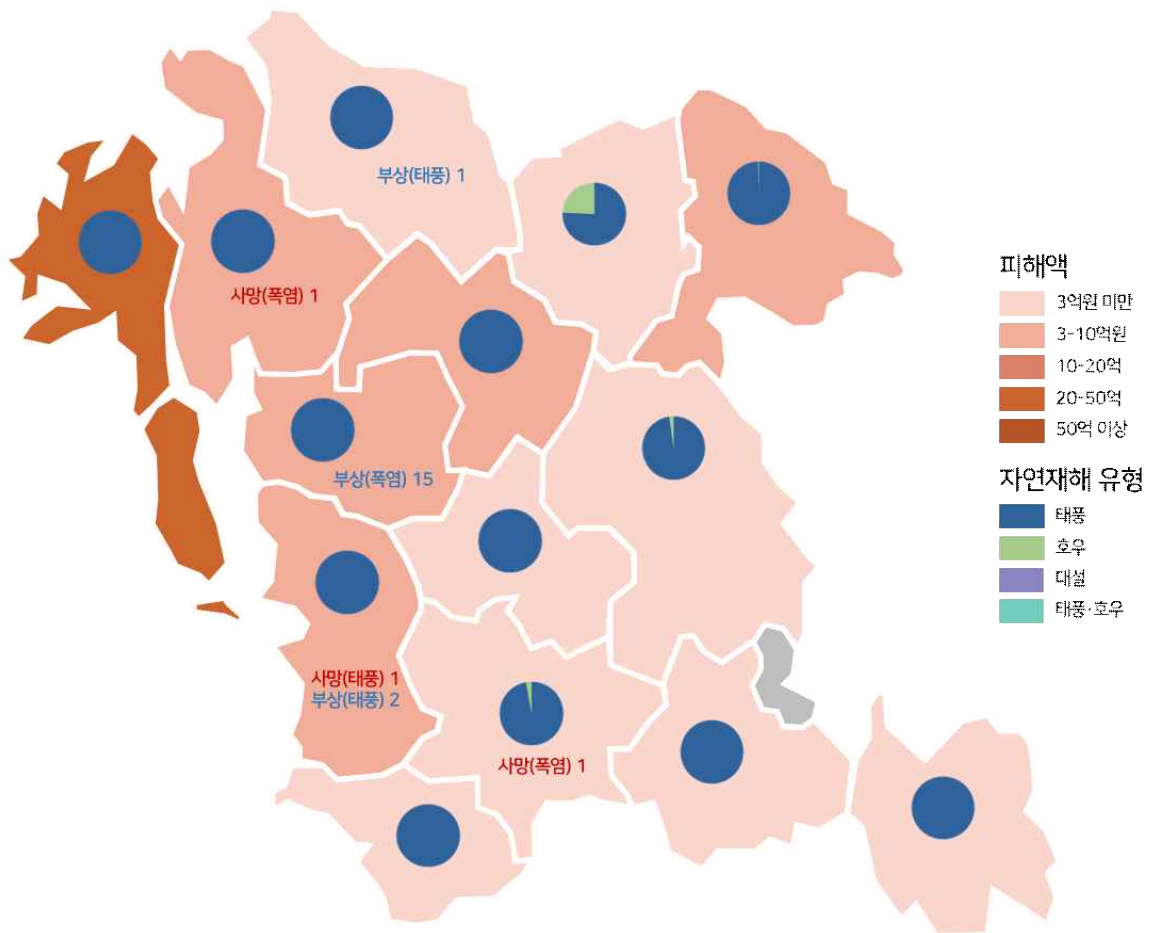 부상(태풍) 1
사망(폭염) 1
부상(폭염) 15
사망(태풍) 1
부상(태풍) 2
사망(폭염) 1
피해액
3억원 미만
3-10억원
10-20억
20-50억
50억 이상
자연재해 유형
태풍
호우
대설
태풍·호우